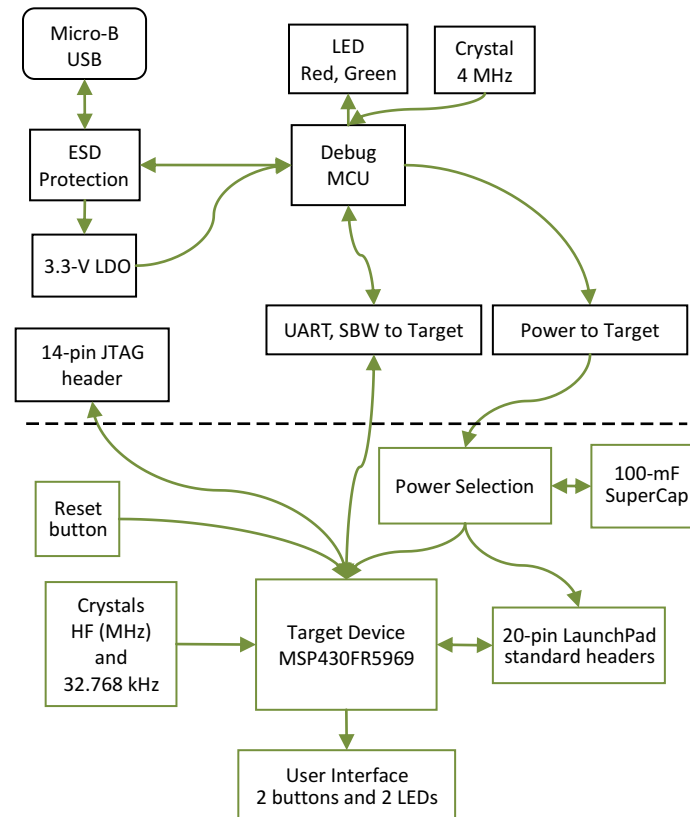 Micro-B
USB
LED
Red, Green
Crystal
4 MHz
ESD
Protection
Debug
MCU
3.3-V LDO
UART, SBW to Target
Power to Target
14-pin JTAG
header
Power Selection
100-mF
SuperCap
Reset
button
Crystals
HF (MHz)
and
32.768 kHz
Target Device
MSP430FR5969
20-pin LaunchPad
standard headers
User Interface
2 buttons and 2 LEDs